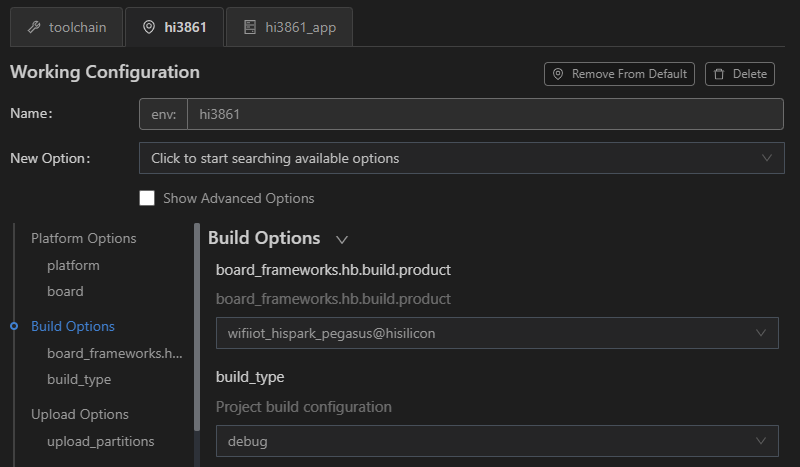 toolchain hi3861 hi3861_app
Working Configuration Remove From Default Delete
Name: env: hi3861
New Option: Click to start searching available options
Show Advanced Options
Platform Options
platform
board
Build Options
board_frameworks.h...
build_type
Upload Options
upload_partitions
Build Options
board_frameworks.hb.build.product
board_frameworks.hb.build.product
wifiiot_hispark_pegasus@hisilicon
build_type
Project build configuration
debug